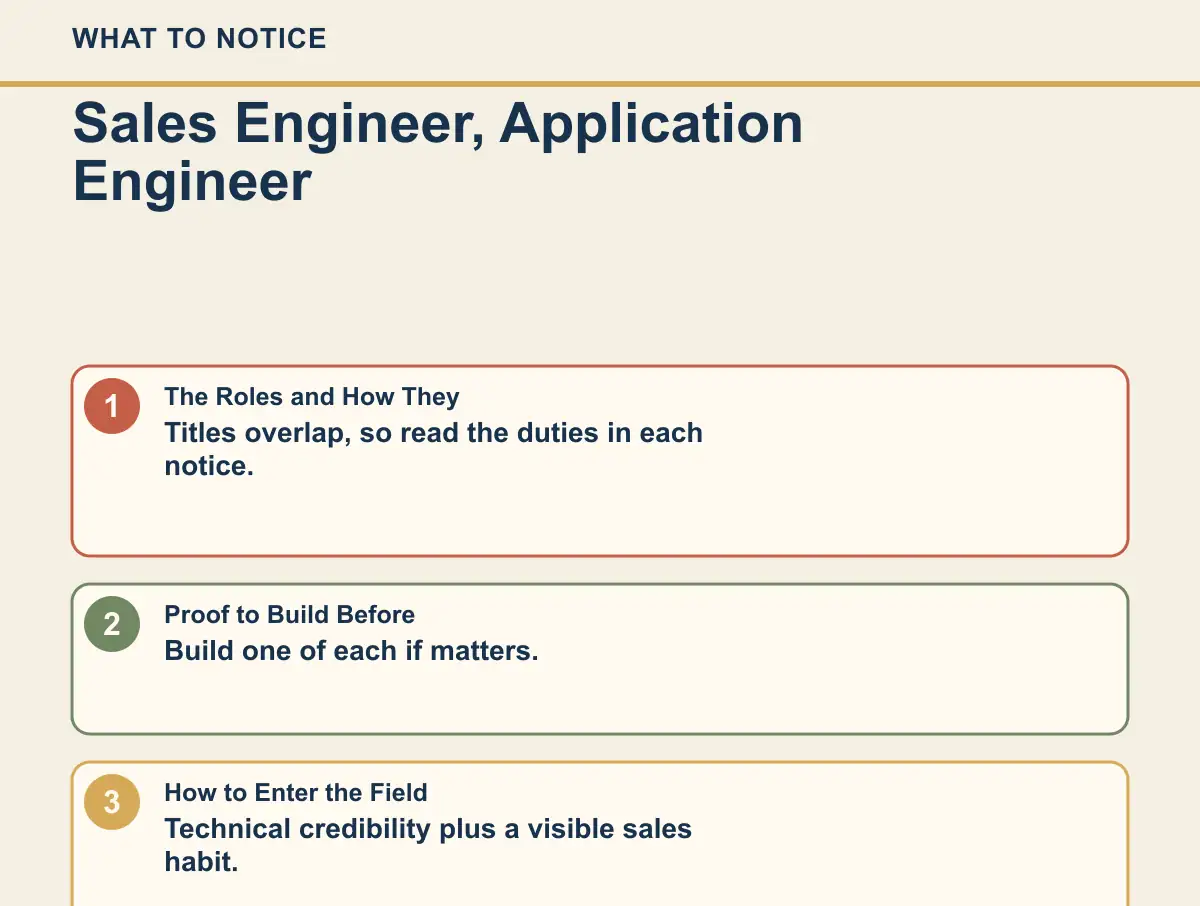 WHAT TO NOTICE
Sales Engineer, Application
Engineer
1
The Roles and How They
Titles overlap, so read the duties in each
notice.
2
Proof to Build Before
Build one of each if matters.
3
How to Enter the Field
Technical credibility plus a visible sales
habit.